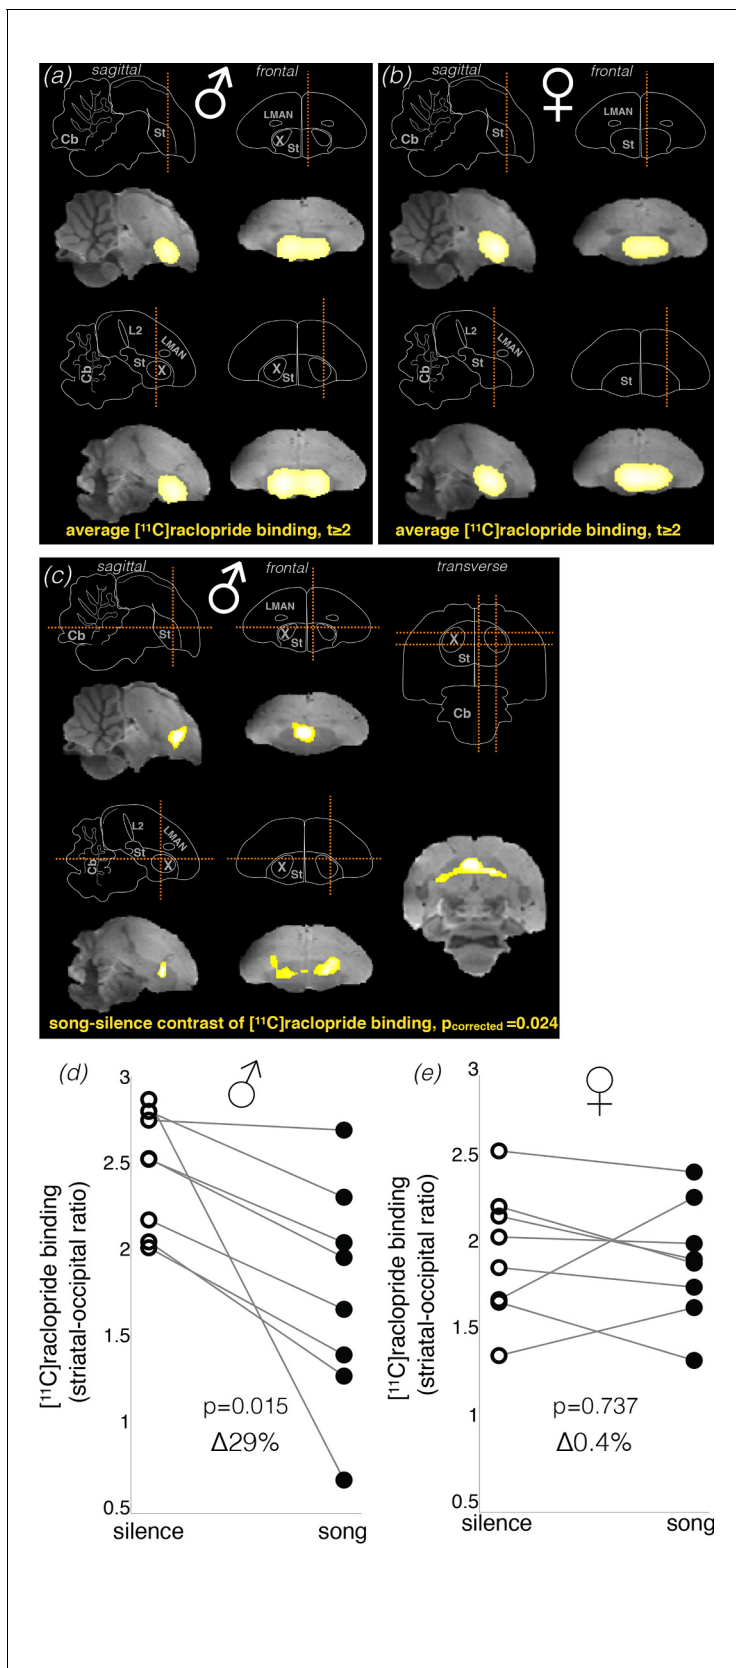 (a) sagittal ♂ frontal
LMAN
Cb St X St
L2
LMAN
Cb St X X St
average [¹¹C]raclopride binding, t≥2
(b) sagittal ♀ frontal
LMAN
Cb St St
L2
LMAN
Cb St X St
average [¹¹C]raclopride binding, t≥2
(c) sagittal ♂ frontal transverse
LMAN
Cb St X St
X
St
Cb
L2
LMAN
Cb St X X St
song-silence contrast of [¹¹C]raclopride binding, pcorrected =0.024
(d) ♂
[¹¹C]raclopride binding
(striatal-occipital ratio)
3
2.5
2
1.5
1
0.5
p=0.015
Δ29%
silence song
(e) ♀
[¹¹C]raclopride binding
(striatal-occipital ratio)
3
2.5
2
1.5
1
0.5
p=0.737
Δ0.4%
silence song